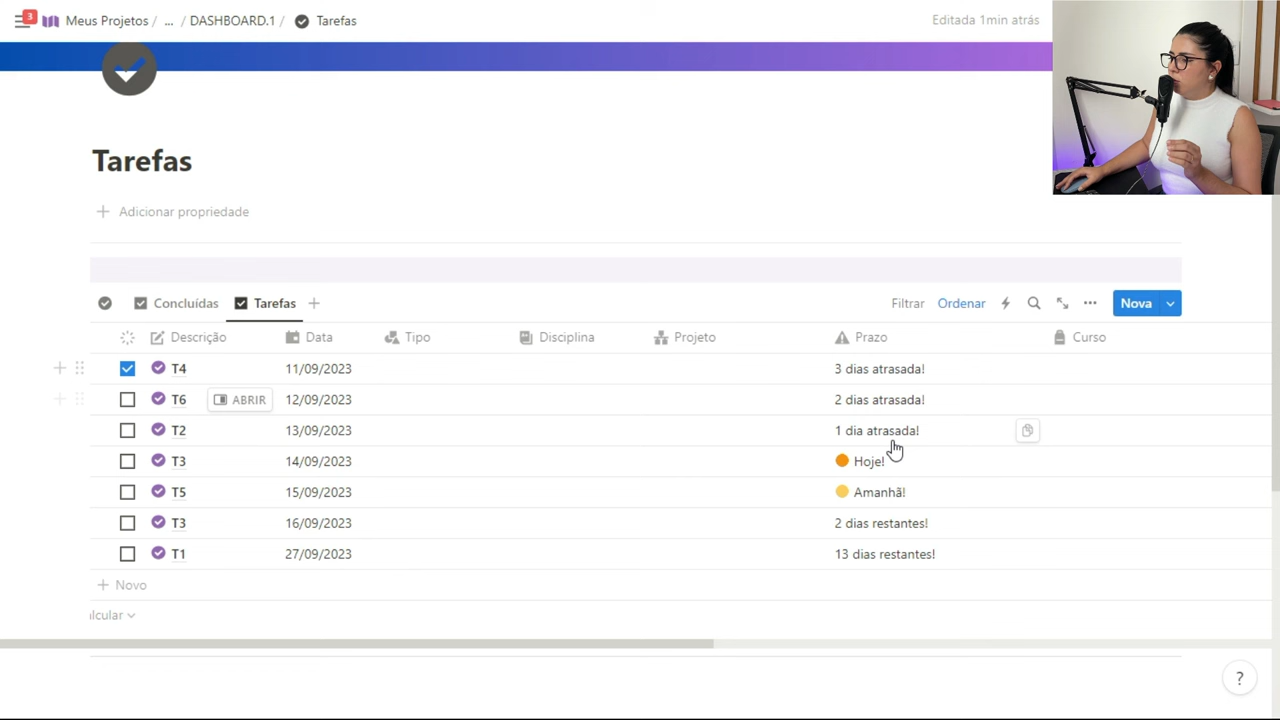 3 Meus Projetos / ... / DASHBOARD.1 / Tarefas Editada 1min atrás
Tarefas
Adicionar propriedade
Concluídas Tarefas Filtrar Ordenar Nova
Descrição Data Tipo Disciplina Projeto Prazo Curso
T4 11/09/2023 3 dias atrasada!
T6 ABRIR 12/09/2023 2 dias atrasada!
T2 13/09/2023 1 dia atrasada!
T3 14/09/2023 Hoje!
T5 15/09/2023 Amanhã!
T3 16/09/2023 2 dias restantes!
T1 27/09/2023 13 dias restantes!
Novo
alcular
?